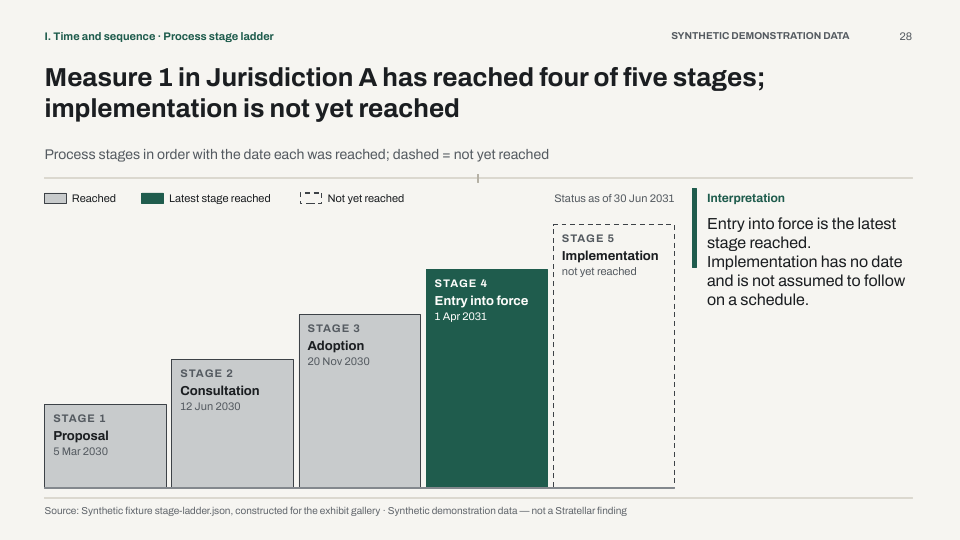 I. Time and sequence · Process stage ladder
SYNTHETIC DEMONSTRATION DATA
28
Measure 1 in Jurisdiction A has reached four of five stages;
implementation is not yet reached
Process stages in order with the date each was reached; dashed = not yet reached
Reached
Latest stage reached
Not yet reached
Status as of 30 Jun 2031
STAGE 1
Proposal
5 Mar 2030
STAGE 2
Consultation
12 Jun 2030
STAGE 3
Adoption
20 Nov 2030
STAGE 4
Entry into force
1 Apr 2031
STAGE 5
Implementation
not yet reached
Interpretation
Entry into force is the latest
stage reached.
Implementation has no date
and is not assumed to follow
on a schedule.
Source: Synthetic fixture stage-ladder.json, constructed for the exhibit gallery · Synthetic demonstration data — not a Stratellar finding